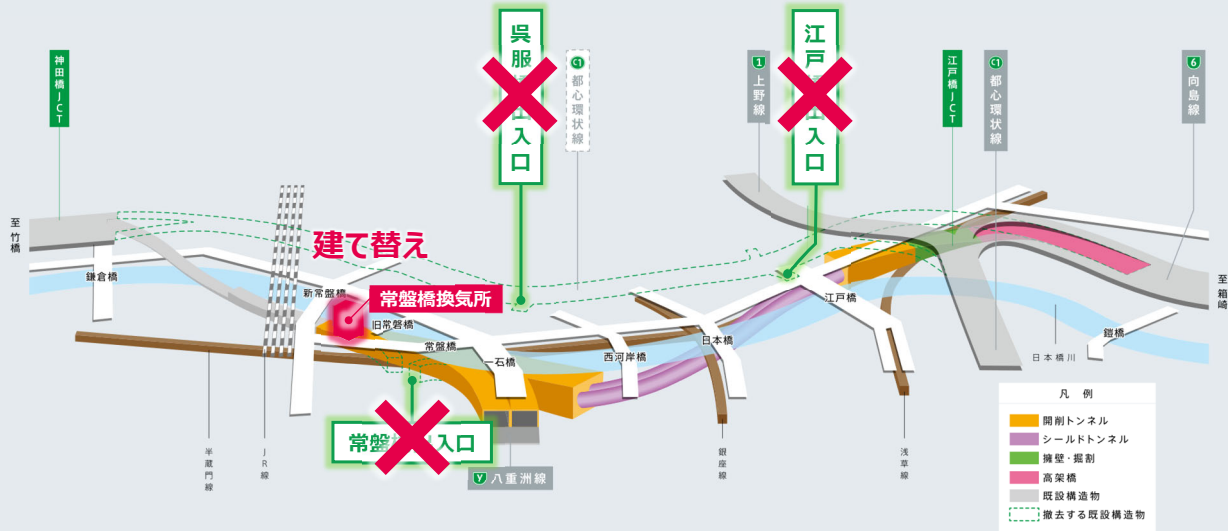 神田橋JCT
呉服 出入口
C1 都心環状線
1 上野線
江戸 出入口
江戸橋JCT
C1 都心環状線
6 向島線
至 竹橋
建て替え
鎌倉橋
新常盤橋
常盤橋換気所
旧常磐橋
常盤橋
一石橋
西河岸橋
日本橋
江戸橋
日本橋川
鎧橋
至 箱崎
常盤 入口
Y 八重洲線
半蔵門線
JR線
銀座線
浅草線
凡 例
開削トンネル
シールドトンネル
擁壁・掘割
高架橋
既設構造物
撤去する既設構造物